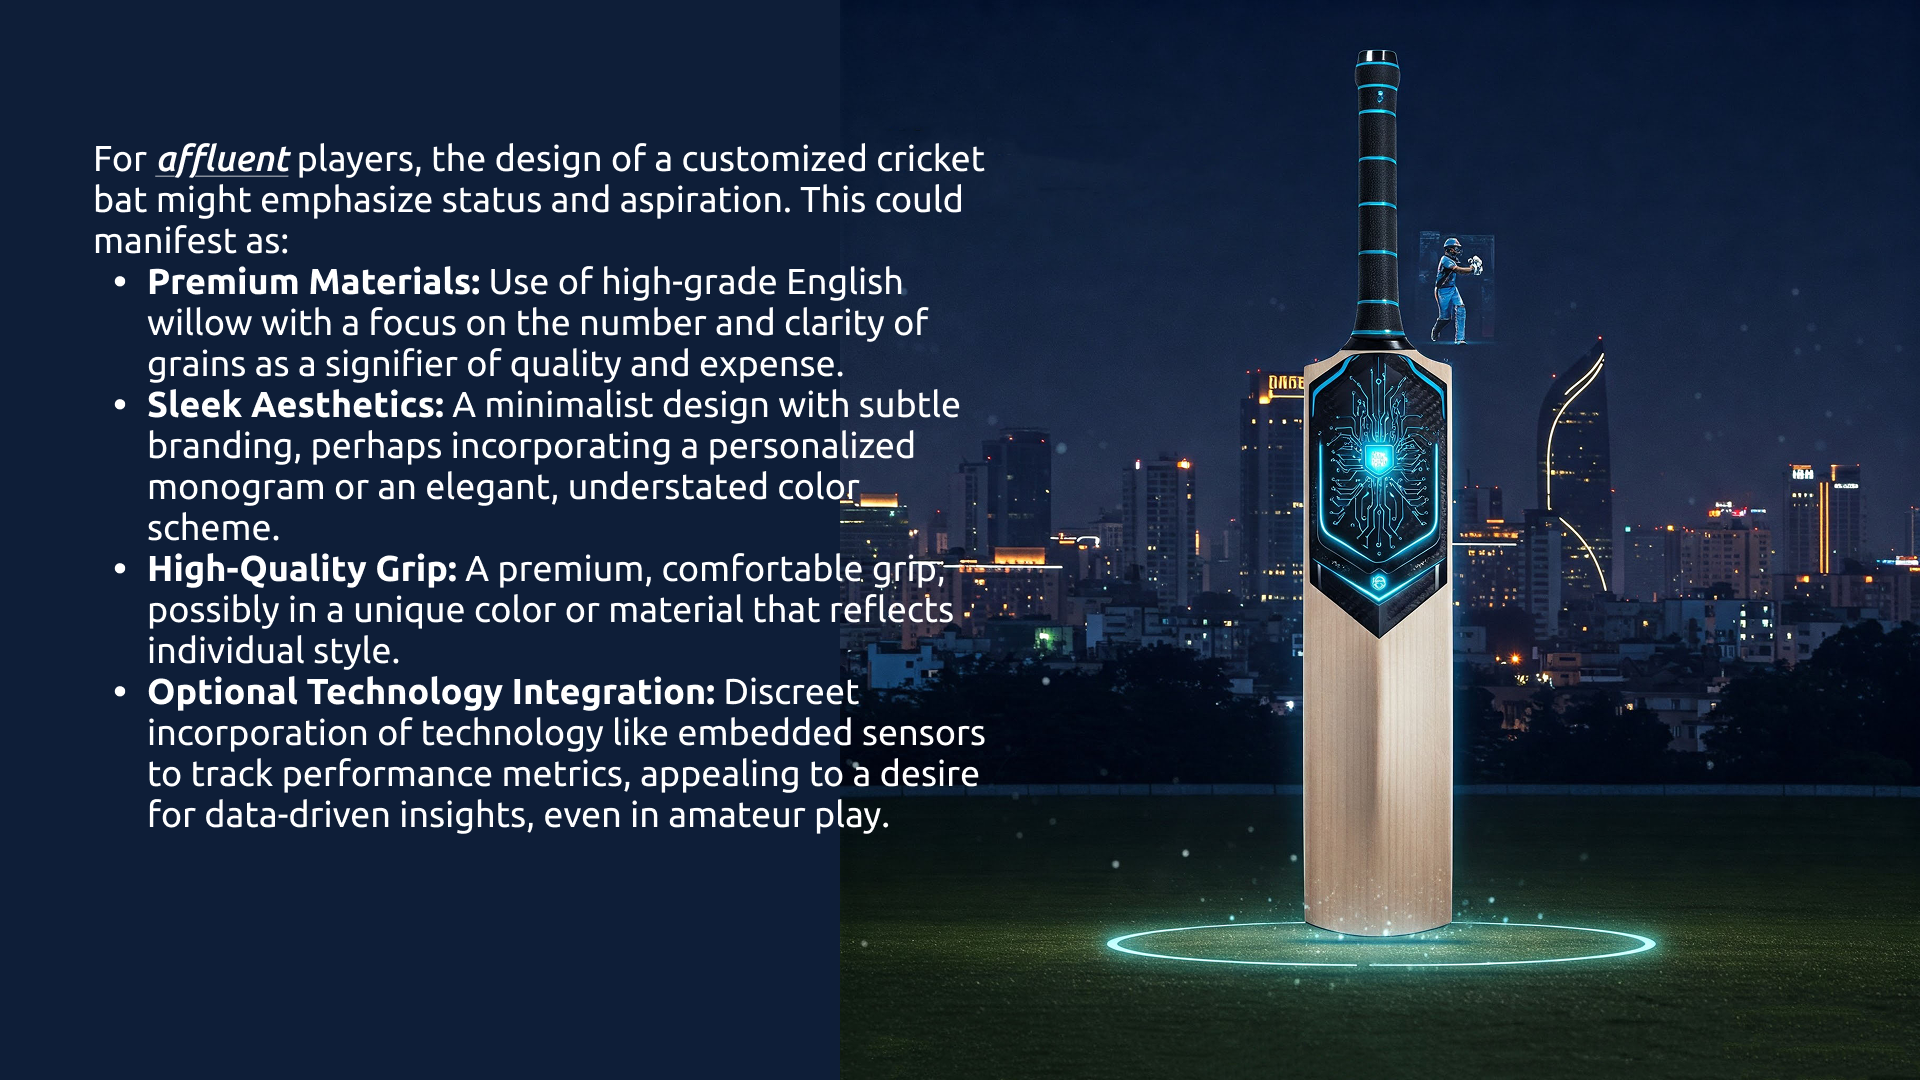 For affluent players, the design of a customized cricket
bat might emphasize status and aspiration. This could
manifest as:
• Premium Materials: Use of high-grade English
willow with a focus on the number and clarity of
grains as a signifier of quality and expense.
• Sleek Aesthetics: A minimalist design with subtle
branding, perhaps incorporating a personalized
monogram or an elegant, understated color
scheme.
• High-Quality Grip: A premium, comfortable grip,
possibly in a unique color or material that reflects
individual style.
• Optional Technology Integration: Discreet
incorporation of technology like embedded sensors
to track performance metrics, appealing to a desire
for data-driven insights, even in amateur play.